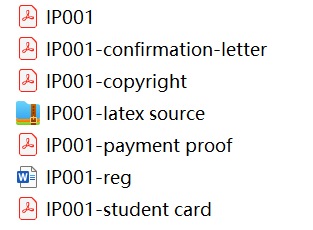 IP001
IP001-confirmation-letter
IP001-copyright
IP001-latex source
IP001-payment proof
IP001-reg
IP001-student card